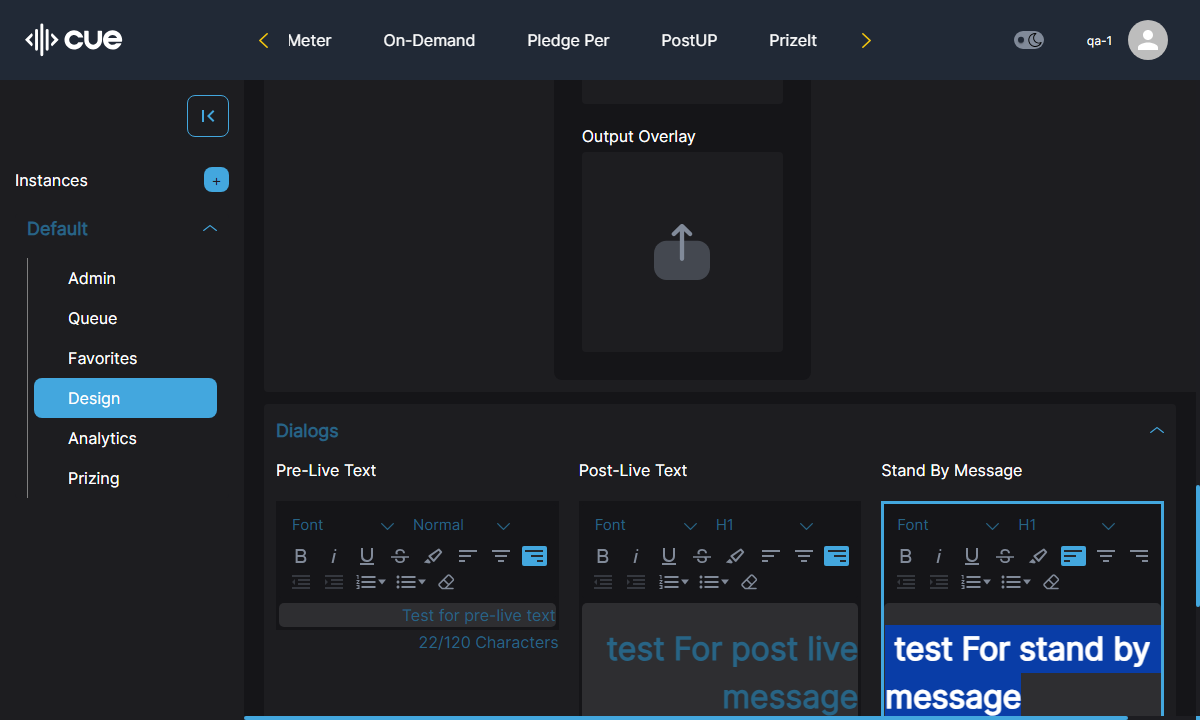 cue
Meter
On-Demand
Pledge Per
PostUP
PrizeIt
qa-1
Instances
+
Default
Admin
Queue
Favorites
Design
Analytics
Prizing
Output Overlay
Dialogs
Pre-Live Text
Post-Live Text
Stand By Message
Font
Normal
B i U S
Test for pre-live text
22/120 Characters
Font
H1
B i U S
test For post live
message
Font
H1
B i U S
test For stand by
message